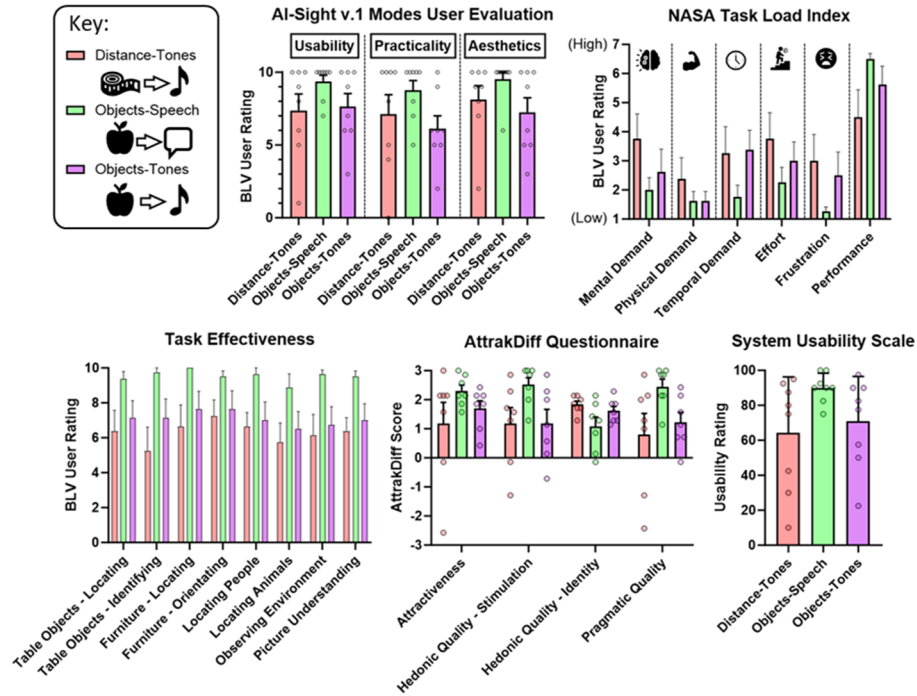 Key:
Distance-Tones
Objects-Speech
Objects-Tones
AI-Sight v.1 Modes User Evaluation
Usability
Practicality
Aesthetics
BLV User Rating
10
5
0
Distance-Tones
Objects-Speech
Objects-Tones
Distance-Tones
Objects-Speech
Objects-Tones
Distance-Tones
Objects-Speech
Objects-Tones
NASA Task Load Index
BLV User Rating
(High) 7
6
5
4
3
2
(Low) 1
Mental Demand
Physical Demand
Temporal Demand
Effort
Frustration
Performance
Task Effectiveness
BLV User Rating
10
8
6
4
2
0
Table Objects - Locating
Table Objects - Identifying
Furniture - Locating
Furniture - Orientating
Locating People
Locating Animals
Observing Environment
Picture Understanding
AttrakDiff Questionnaire
AttrakDiff Score
3
2
1
0
-1
-2
-3
Attractiveness
Hedonic Quality - Stimulation
Hedonic Quality - Identity
Pragmatic Quality
System Usability Scale
Usability Rating
100
80
60
40
20
0
Distance-Tones
Objects-Speech
Objects-Tones